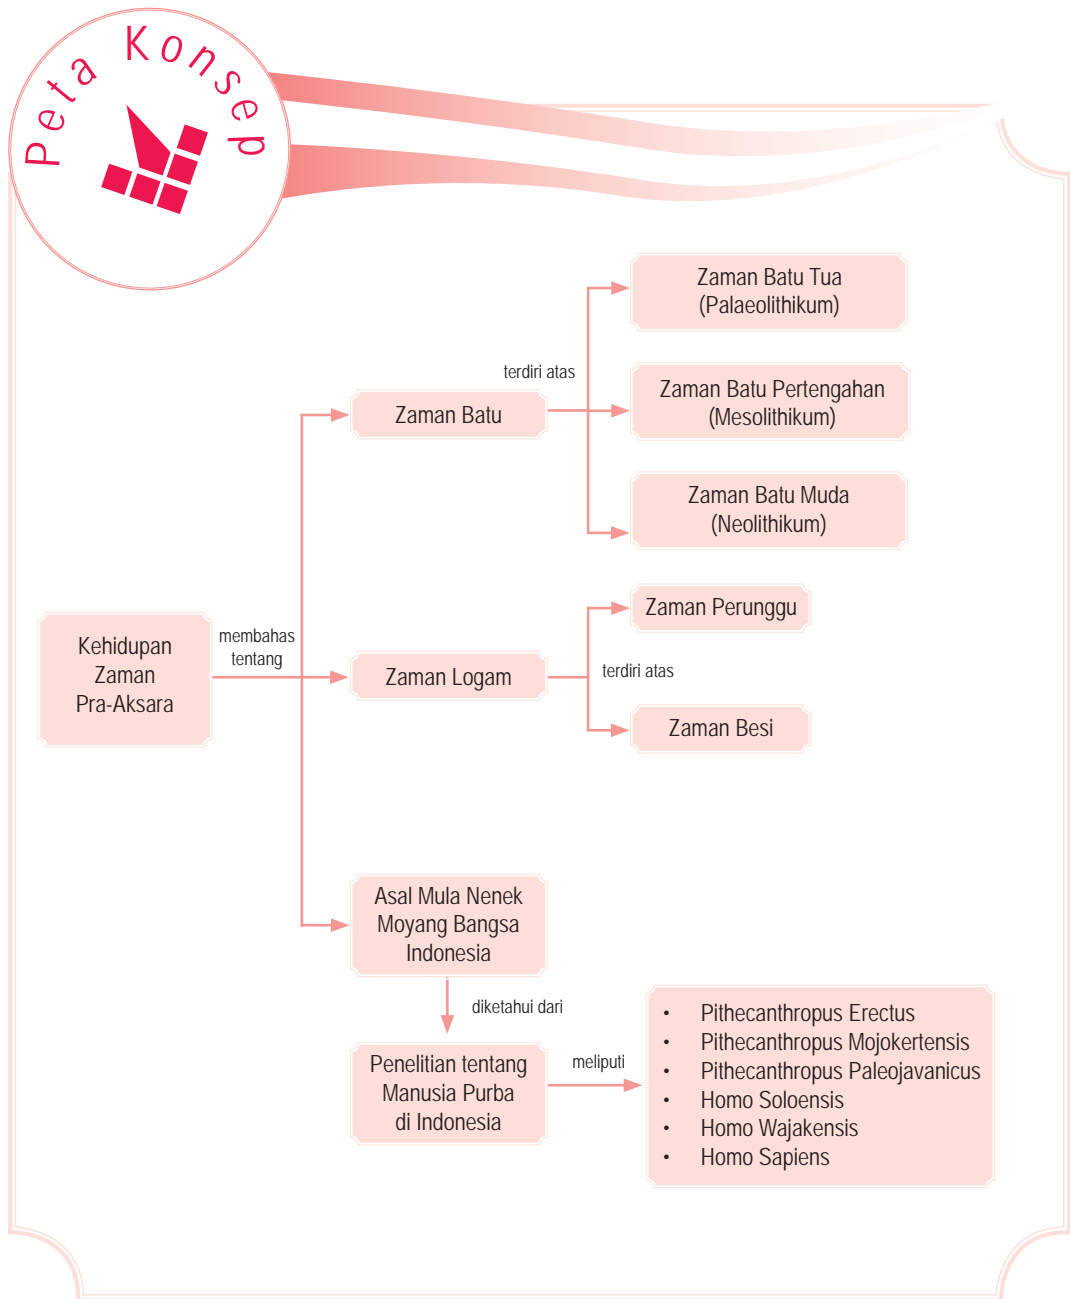 Peta Konsep
Zaman Batu Tua
(Palaeolithikum)
terdiri atas
Zaman Batu
Zaman Batu Pertengahan
(Mesolithikum)
Zaman Batu Muda
(Neolithikum)
Kehidupan
Zaman
Pra-Aksara
membahas
tentang
Zaman Logam
Zaman Perunggu
terdiri atas
Zaman Besi
Asal Mula Nenek
Moyang Bangsa
Indonesia
diketahui dari
Penelitian tentang
Manusia Purba
di Indonesia
meliputi
• Pithecanthropus Erectus
• Pithecanthropus Mojokertensis
• Pithecanthropus Paleojavanicus
• Homo Soloensis
• Homo Wajakensis
• Homo Sapiens